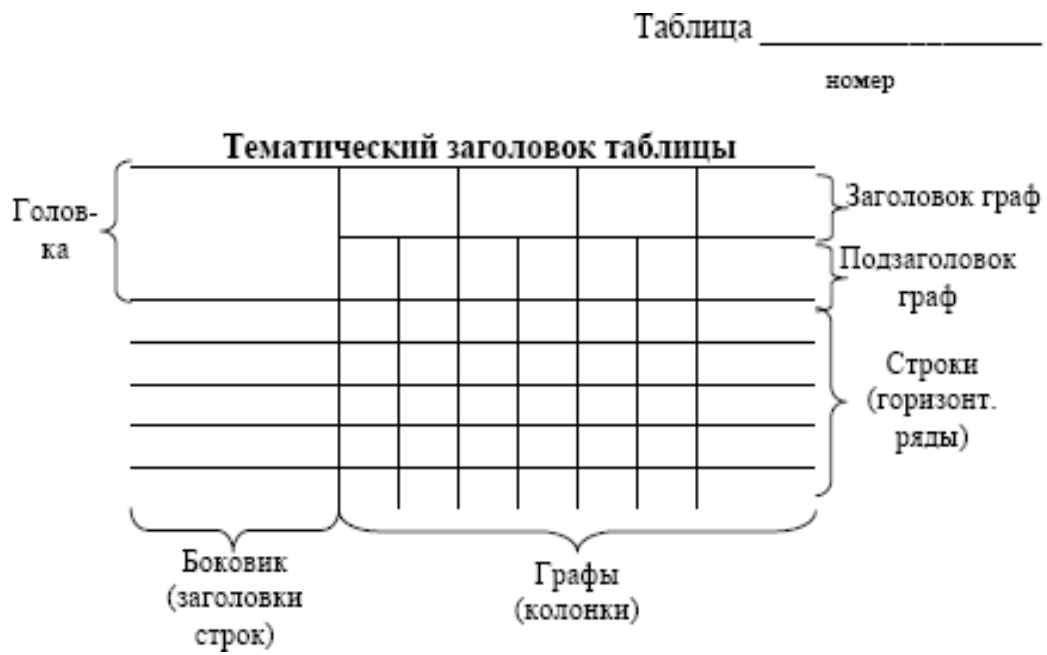 Таблица ____________________
номер
Тематический заголовок таблицы
Голов-
ка
Заголовок граф
Подзаголовок
граф
Строки
(горизонт.
ряды)
Боковик
(заголовки
строк)
Графы
(колонки)